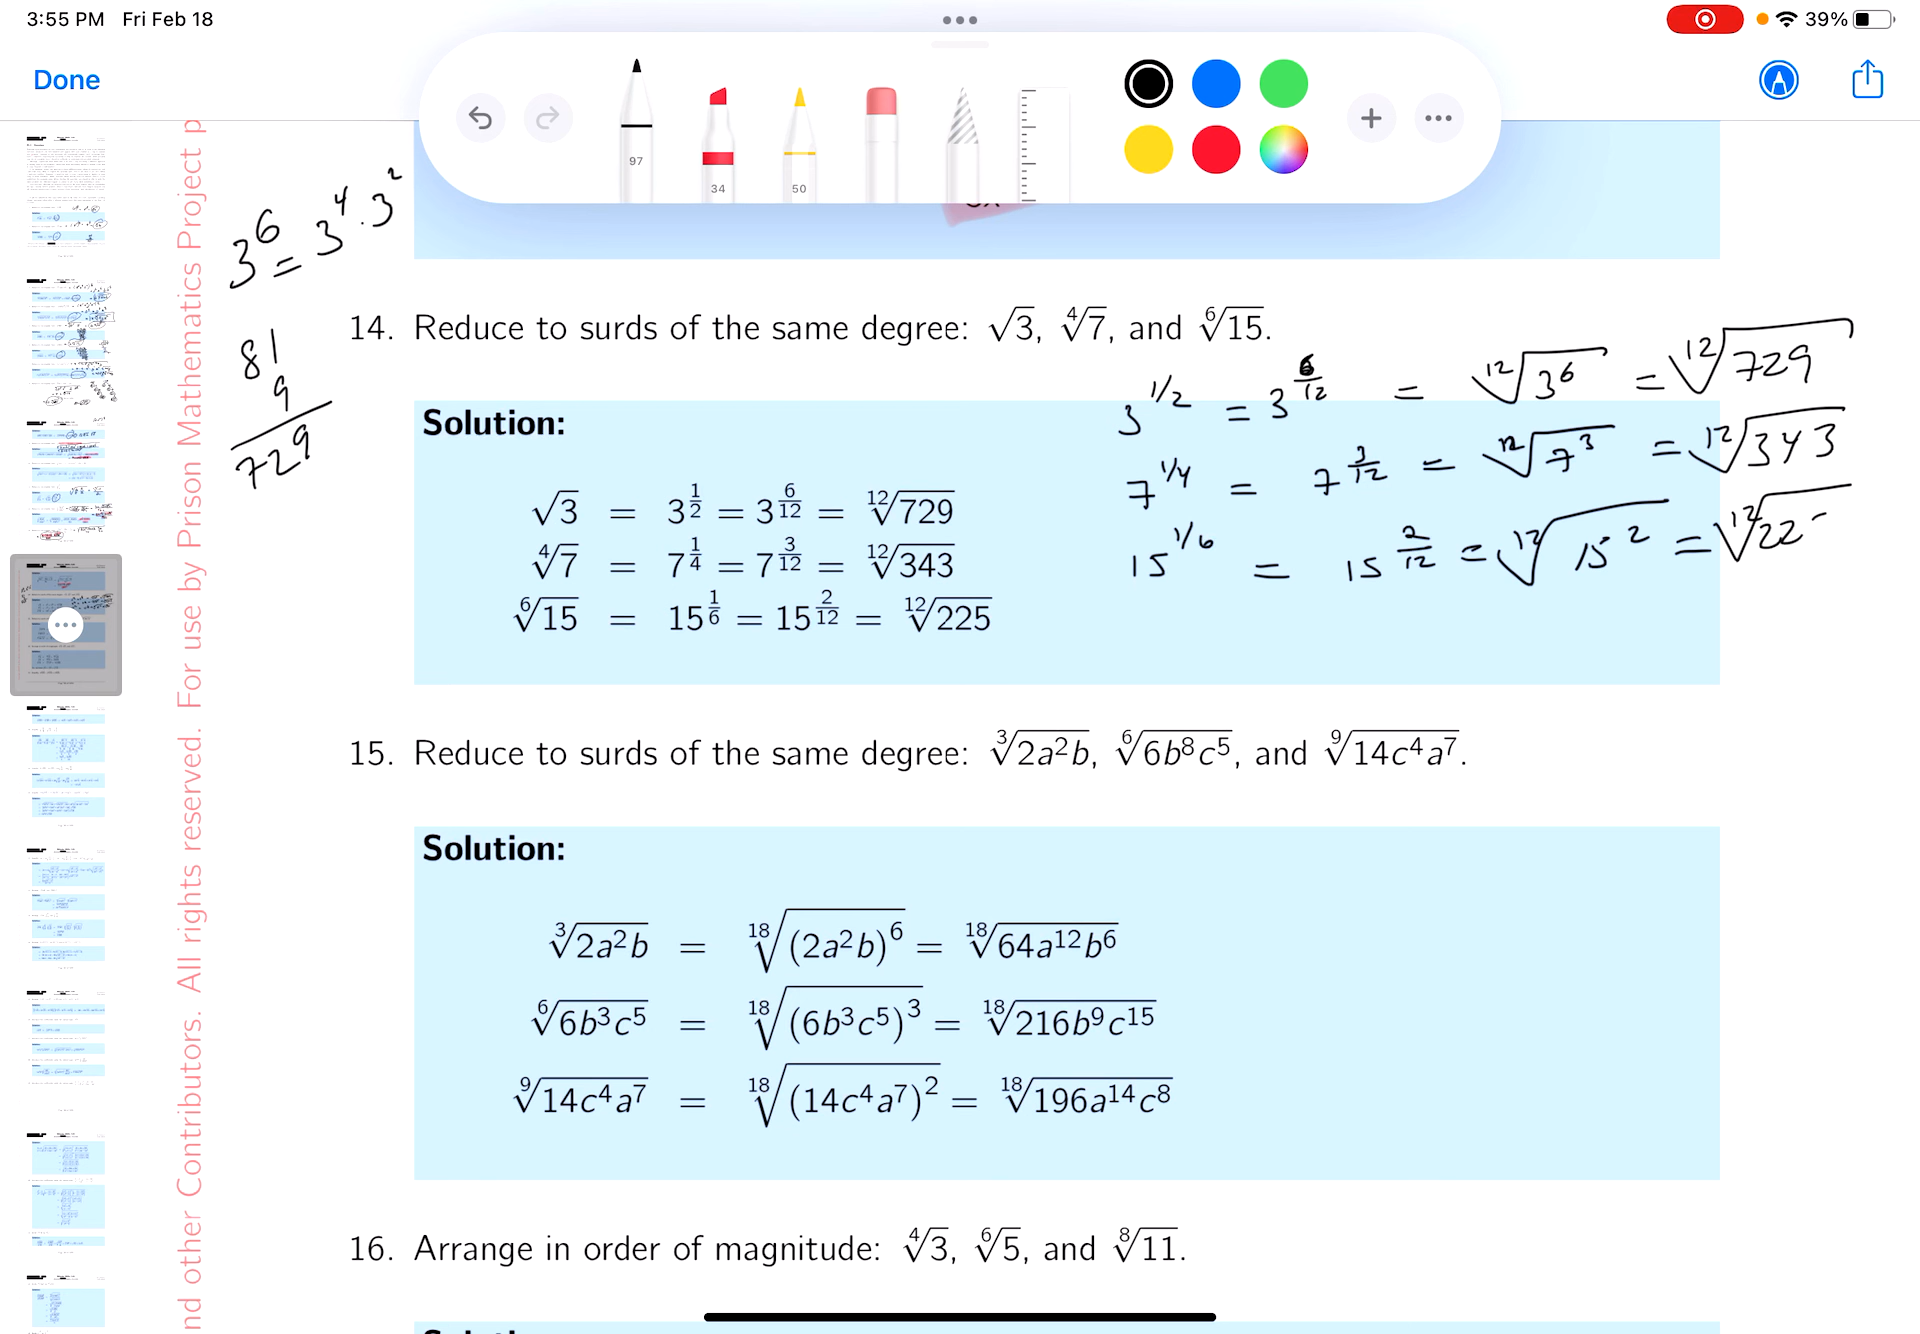 3:55 PM Fri Feb 18
39%
Done
97
34
50
3^6 = 3^4 . 3^2
81
9
729
nd other Contributors. All rights reserved. For use by Prison Mathematics Project p
14. Reduce to surds of the same degree: √3, ∜7, and ⁶√15.
Solution:
√3 = 3^{1/2} = 3^{6/12} = ¹²√729
∜7 = 7^{1/4} = 7^{3/12} = ¹²√343
⁶√15 = 15^{1/6} = 15^{2/12} = ¹²√225
3^{1/2} = 3^{6/12} = ¹²√3^6 = ¹²√729
7^{1/4} = 7^{3/12} = ¹²√7^3 = ¹²√343
15^{1/6} = 15^{2/12} = ¹²√15^2 = ¹²√22
15. Reduce to surds of the same degree: ³√2a²b, ⁶√6b⁸c⁵, and ⁹√14c⁴a⁷.
Solution:
³√2a²b = ¹⁸√(2a²b)⁶ = ¹⁸√64a¹²b⁶
⁶√6b³c⁵ = ¹⁸√(6b³c⁵)³ = ¹⁸√216b⁹c¹⁵
⁹√14c⁴a⁷ = ¹⁸√(14c⁴a⁷)² = ¹⁸√196a¹⁴c⁸
16. Arrange in order of magnitude: ∜3, ⁶√5, and ⁸√11.